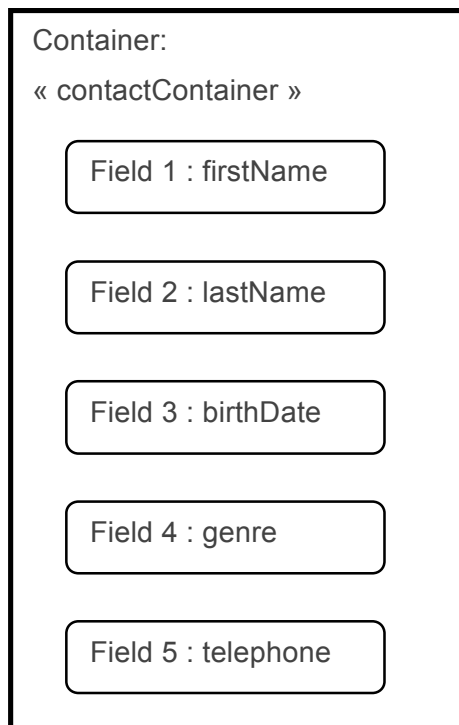 Container:
« contactContainer »
Field 1 : firstName
Field 2 : lastName
Field 3 : birthDate
Field 4 : genre
Field 5 : telephone